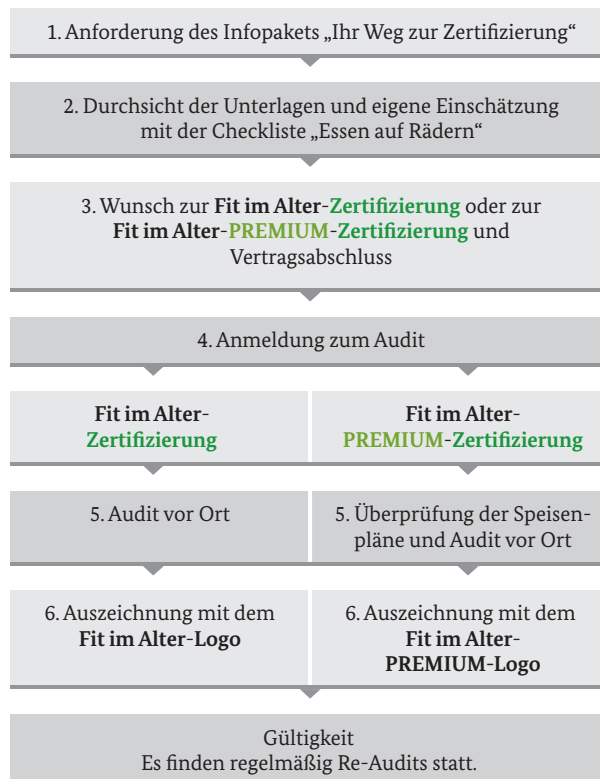 1. Anforderung des Infopakets „Ihr Weg zur Zertifizierung“
2. Durchsicht der Unterlagen und eigene Einschätzung
mit der Checkliste „Essen auf Rädern“
3. Wunsch zur Fit im Alter-Zertifizierung oder zur
Fit im Alter-PREMIUM-Zertifizierung und
Vertragsabschluss
4. Anmeldung zum Audit
Fit im Alter-
Zertifizierung
Fit im Alter-
PREMIUM-Zertifizierung
5. Audit vor Ort
5. Überprüfung der Speisen-
pläne und Audit vor Ort
6. Auszeichnung mit dem
Fit im Alter-Logo
6. Auszeichnung mit dem
Fit im Alter-
PREMIUM-Logo
Gültigkeit
Es finden regelmäßig Re-Audits statt.